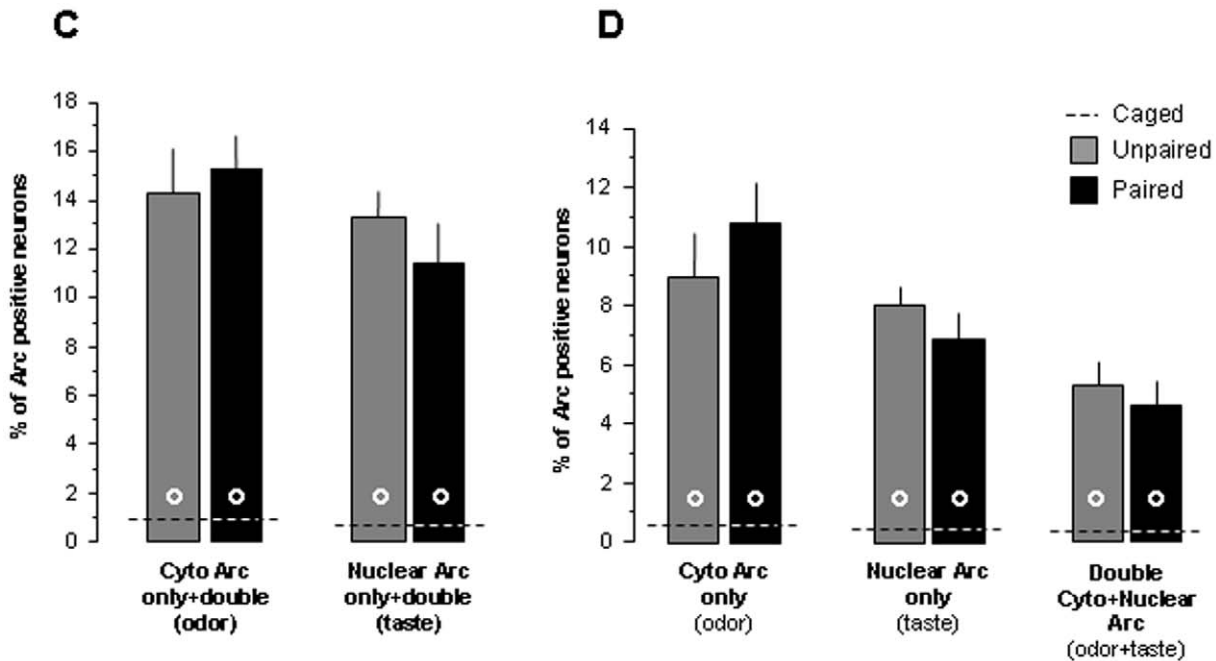 C
% of Arc positive neurons
18
16
14
12
10
8
6
4
2
0
Cyto Arc
only+double
(odor)
Nuclear Arc
only+double
(taste)
D
% of Arc positive neurons
14
12
10
8
6
4
2
0
Cyto Arc
only
(odor)
Nuclear Arc
only
(taste)
Double
Cyto+Nuclear
Arc
(odor+taste)
Caged
Unpaired
Paired